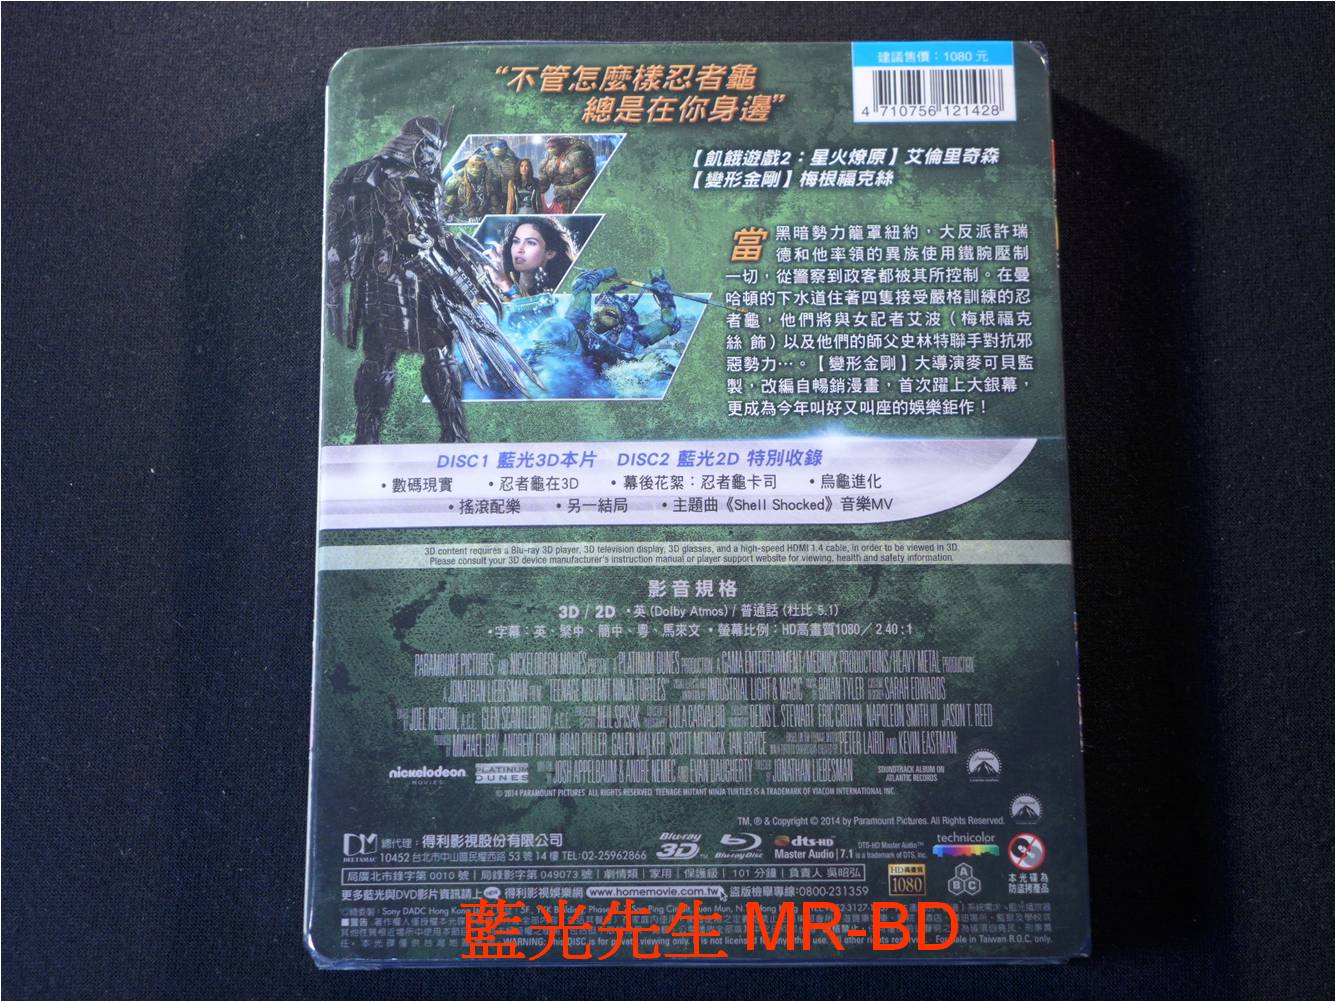 建議售價：1080 元
4 710756 121428
“不管怎麼樣忍者龜
總是在你身邊”
【飢餓遊戲2：星火燎原】艾倫里奇森
【變形金剛】梅根福克絲
當黑暗勢力籠罩紐約，大反派許瑞
德和他率領的異族使用鐵腕壓制
一切，從警察到政客都被其所控制。在曼
哈頓的下水道住著四隻接受嚴格訓練的忍
者龜，他們將與女記者艾波（梅根福克
絲 飾）以及他們的師父史林特聯手對抗邪
惡勢力…。【變形金剛】大導演麥可貝監
製，改編自暢銷漫畫，首次躍上大銀幕，
更成為今年叫好又叫座的娛樂鉅作！
DISC1 藍光3D本片 DISC2 藍光2D 特別收錄
•數碼現實 •忍者龜在3D •幕後花絮：忍者龜卡司 •烏龜進化
•搖滾配樂 •另一結局 •主題曲《Shell Shocked》音樂MV
3D content requires a Blu-ray 3D player, 3D television display, 3D glasses, and a high-speed HDMI 1.4 cable, in order to be viewed in 3D.
Please consult your 3D device manufacturer's instruction manual or player support website for viewing, health and safety information.
影音規格
3D / 2D •英 (Dolby Atmos) / 普通話 (杜比 5.1)
•字幕：英、繁中、簡中、粵、馬來文 •螢幕比例：HD高畫質1080／2.40:1
PARAMOUNT PICTURES AND NICKELODEON MOVIES PRESENT A PLATINUM DUNES PRODUCTION A GAMA ENTERTAINMENT/MEDNICK PRODUCTIONS/HEAVY METAL PRODUCTION
A JONATHAN LIEBESMAN FILM "TEENAGE MUTANT NINJA TURTLES" INDUSTRIAL LIGHT & MAGIC BRIAN TYLER SARAH EDWARDS
JOEL NEGRON, A.C.E. GLEN SCANTLEBURY, A.C.E. NEIL SPISAK LULA CARVALHO DENIS L. STEWART ERIC CROWN NAPOLEON SMITH III JASON T. REED
MICHAEL BAY ANDREW FORM BRAD FULLER GALEN WALKER SCOTT MEDNICK IAN BRYCE PETER LAIRD AND KEVIN EASTMAN
nickelodeon MOVIES PLATINUM DUNES JOSH APPELBAUM & ANDRÉ NEMEC AND EVAN DAUGHERTY JONATHAN LIEBESMAN SOUNDTRACK ALBUM ON ATLANTIC RECORDS
© 2014 PARAMOUNT PICTURES. ALL RIGHTS RESERVED. TEENAGE MUTANT NINJA TURTLES IS A TRADEMARK OF VIACOM INTERNATIONAL INC.
TM, ® & Copyright © 2014 by Paramount Pictures. All Rights Reserved.
DM DELTAMAC 總代理：得利影視股份有限公司
10452 台北市中山區民權西路 53 號 14 樓 TEL:02-25962866
Blu-ray 3D Blu-ray Disc dts-HD Master Audio 7.1
DTS-HD Master Audio™ is a trademark of DTS, Inc.
technicolor
HD高畫質 1080
A B C
本光碟為防盜拷產品
局廣北市錄字第 0010 號 局錄影字第 049073 號 劇情類 家用 保護級 101 分鐘 負責人 吳昭弘
更多藍光與DVD影片資訊請上 得利影視娛樂網 www.homemovie.com.tw 盜版檢舉專線:0800-231359
藍光先生 MR-BD